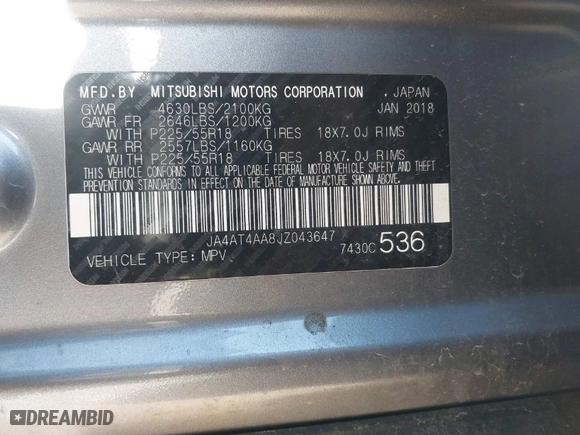 MFD.BY MITSUBISHI MOTORS CORPORATION . JAPAN
GVWR 4630LBS/2100KG JAN 2018
GAWR FR 2646LBS/1200KG
WITH P225/55R18 TIRES 18X7.0J RIMS
GAWR RR 2557LBS/1160KG
WITH P225/55R18 TIRES 18X7.0J RIMS
THIS VEHICLE CONFORMS TO ALL APPLICABLE FEDERAL MOTOR VEHICLE SAFETY AND THEFT
PREVENTION STANDARDS IN EFFECT ON THE DATE OF MANUFACTURE SHOWN ABOVE.
JA4AT4AA8JZ043647
VEHICLE TYPE: MPV 7430C 536
DREAMBID